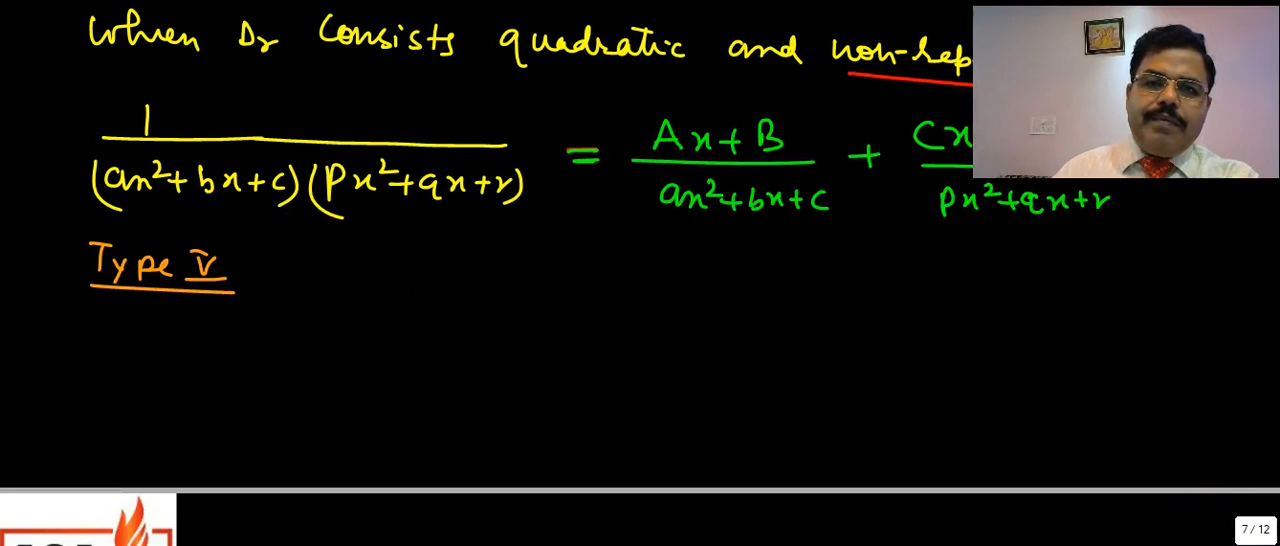 When Dr consists quadratic and non-rep
1
(ax²+bx+c)(px²+qx+r)
=
Ax+B
ax²+bx+c
+
Cx
px²+qx+r
Type V
7 / 12